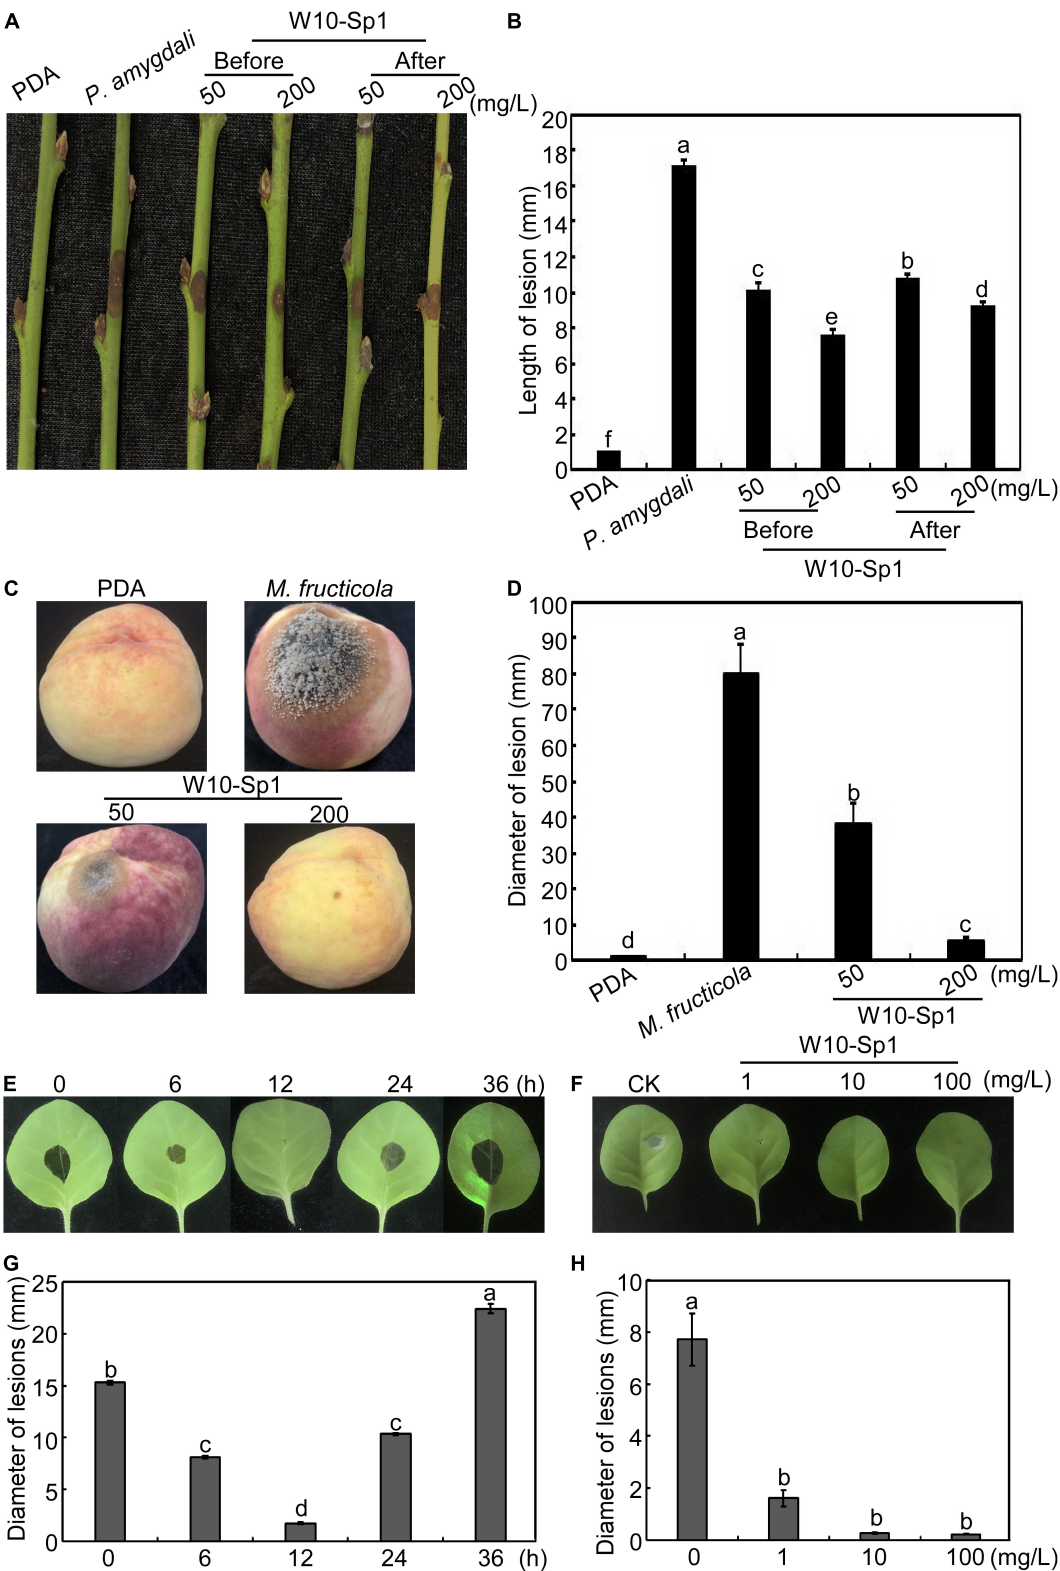 A
W10-Sp1
Before After
PDA P. amygdali 50 200 50 200 (mg/L)
B
Length of lesion (mm)
20
18
16
14
12
10
8
6
4
2
0
f a c e b d
PDA P. amygdali 50 200 50 200 (mg/L)
Before After
W10-Sp1
C
PDA M. fructicola
W10-Sp1
50 200
D
Diameter of lesion (mm)
100
90
80
70
60
50
40
30
20
10
0
d a b c
PDA M. fructicola 50 200 (mg/L)
W10-Sp1
E 0 6 12 24 36 (h)
W10-Sp1
F CK 1 10 100 (mg/L)
G
Diameter of lesions (mm)
25
20
15
10
5
0
b c d c a
0 6 12 24 36 (h)
H
Diameter of lesions (mm)
10
8
6
4
2
0
a b b b
0 1 10 100 (mg/L)